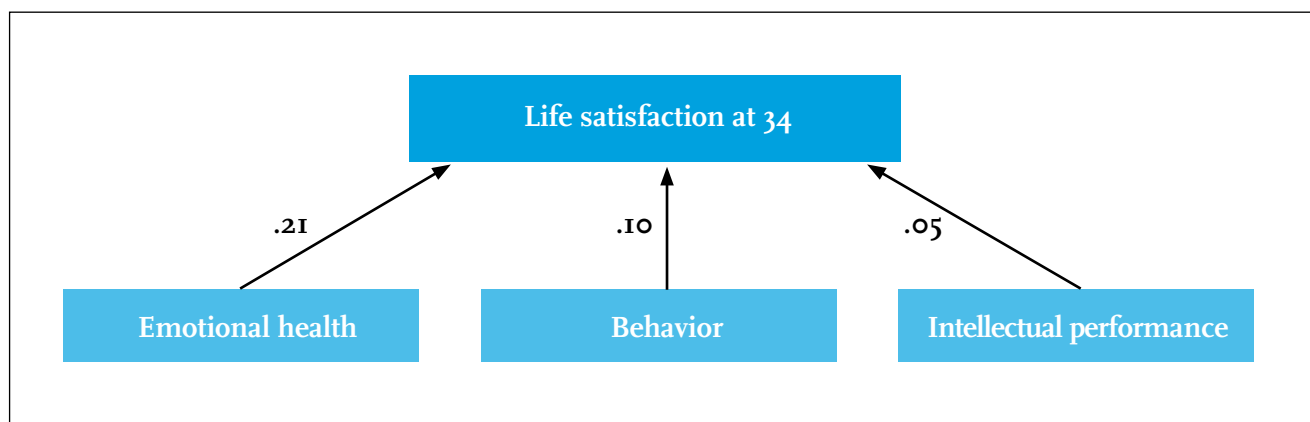 Life satisfaction at 34
.21
.10
.05
Emotional health
Behavior
Intellectual performance